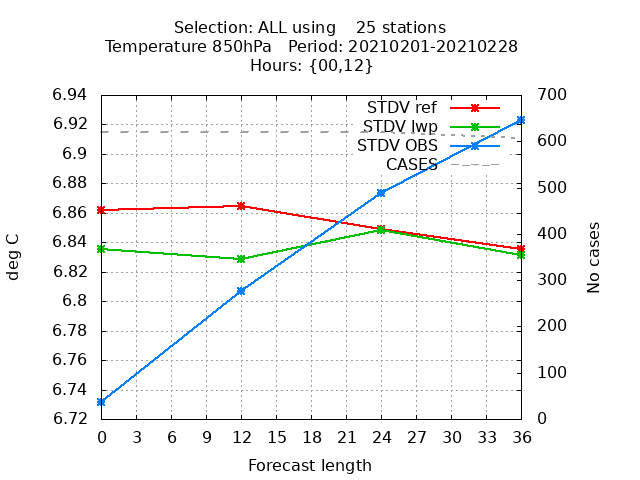 Selection: ALL using    25 stations
Temperature 850hPa   Period: 20210201-20210228
Hours: {00,12}
6.94
6.92
6.9
6.88
6.86
6.84
6.82
6.8
6.78
6.76
6.74
6.72
deg C
STDV ref
STDV lwp
STDV OBS
CASES
700
600
500
400
300
200
100
0
No cases
0 3 6 9 12 15 18 21 24 27 30 33 36
Forecast length